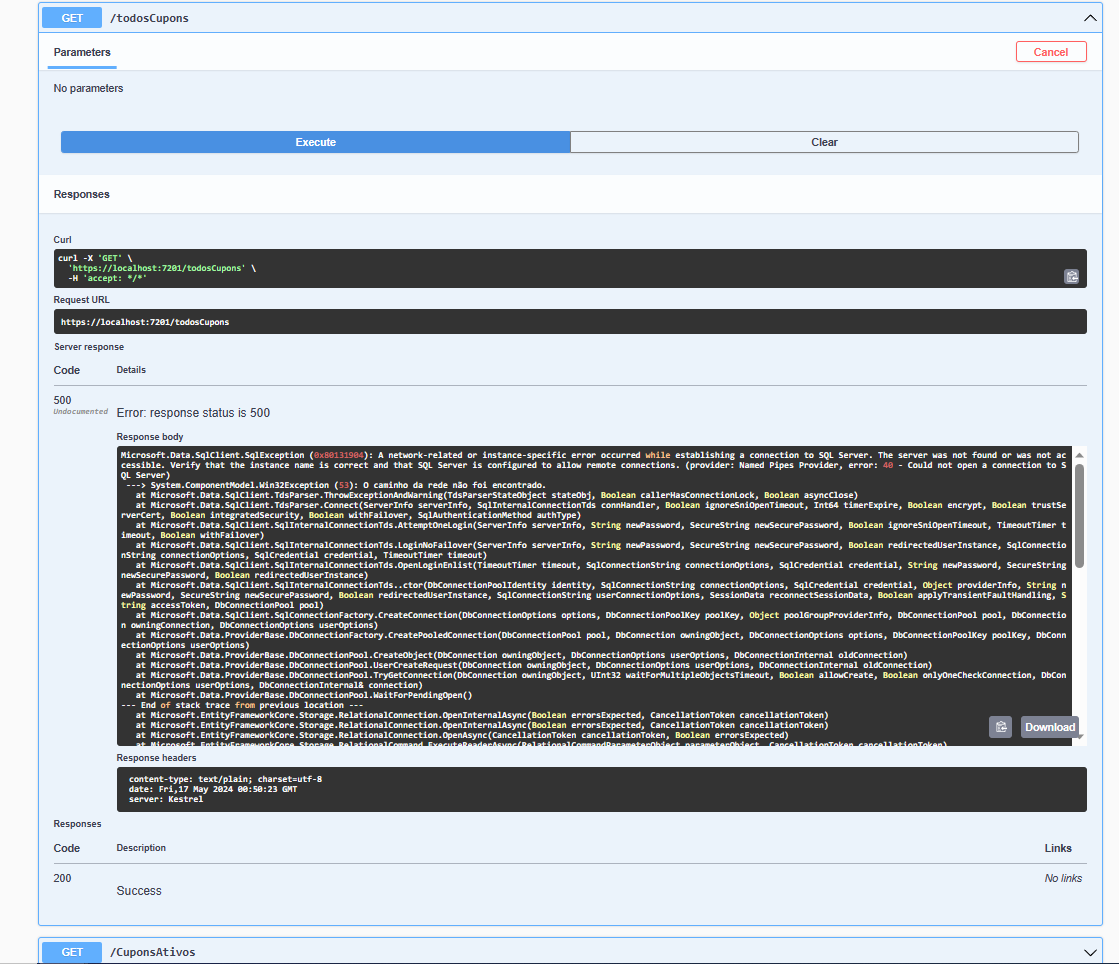 GET /todosCupons
Parameters
Cancel
No parameters
Execute
Clear
Responses
Curl
curl -X 'GET' \
'https://localhost:7201/todosCupons' \
-H 'accept: */*'
Request URL
https://localhost:7201/todosCupons
Server response
Code Details
500
Undocumented
Error: response status is 500
Response body
Microsoft.Data.SqlClient.SqlException (0x80131904): A network-related or instance-specific error occurred while establishing a connection to SQL Server. The server was not found or was not ac
cessible. Verify that the instance name is correct and that SQL Server is configured to allow remote connections. (provider: Named Pipes Provider, error: 40 - Could not open a connection to S
QL Server)
---> System.ComponentModel.Win32Exception (53): O caminho da rede não foi encontrado.
at Microsoft.Data.SqlClient.TdsParser.ThrowExceptionAndWarning(TdsParserStateObject stateObj, Boolean callerHasConnectionLock, Boolean asyncClose)
at Microsoft.Data.SqlClient.TdsParser.Connect(ServerInfo serverInfo, SqlInternalConnectionTds connHandler, Boolean ignoreSniOpenTimeout, Int64 timerExpire, Boolean encrypt, Boolean trustSe
rverCert, Boolean integratedSecurity, Boolean withFailover, SqlAuthenticationMethod authType)
at Microsoft.Data.SqlClient.SqlInternalConnectionTds.AttemptOneLogin(ServerInfo serverInfo, String newPassword, SecureString newSecurePassword, Boolean ignoreSniOpenTimeout, TimeoutTimer t
imeout, Boolean withFailover)
at Microsoft.Data.SqlClient.SqlInternalConnectionTds.LoginNoFailover(ServerInfo serverInfo, String newPassword, SecureString newSecurePassword, Boolean redirectedUserInstance, SqlConnectio
nString connectionOptions, SqlCredential credential, TimeoutTimer timeout)
at Microsoft.Data.SqlClient.SqlInternalConnectionTds.OpenLoginEnlist(TimeoutTimer timeout, SqlConnectionString connectionOptions, SqlCredential credential, String newPassword, SecureString
newSecurePassword, Boolean redirectedUserInstance)
at Microsoft.Data.SqlClient.SqlInternalConnectionTds..ctor(DbConnectionPoolIdentity identity, SqlConnectionString connectionOptions, SqlCredential credential, Object providerInfo, String n
ewPassword, SecureString newSecurePassword, Boolean redirectedUserInstance, SqlConnectionString userConnectionOptions, SessionData reconnectSessionData, Boolean applyTransientFaultHandling, S
tring accessToken, DbConnectionPool pool)
at Microsoft.Data.SqlClient.SqlConnectionFactory.CreateConnection(DbConnectionOptions options, DbConnectionPoolKey poolKey, Object poolGroupProviderInfo, DbConnectionPool pool, DbConnectio
n owningConnection, DbConnectionOptions userOptions)
at Microsoft.Data.ProviderBase.DbConnectionFactory.CreatePooledConnection(DbConnectionPool pool, DbConnection owningObject, DbConnectionOptions options, DbConnectionPoolKey poolKey, DbConn
ectionOptions userOptions)
at Microsoft.Data.ProviderBase.DbConnectionPool.CreateObject(DbConnection owningObject, DbConnectionOptions userOptions, DbConnectionInternal oldConnection)
at Microsoft.Data.ProviderBase.DbConnectionPool.UserCreateRequest(DbConnection owningObject, DbConnectionOptions userOptions, DbConnectionInternal oldConnection)
at Microsoft.Data.ProviderBase.DbConnectionPool.TryGetConnection(DbConnection owningObject, UInt32 waitForMultipleObjectsTimeout, Boolean allowCreate, Boolean onlyOneCheckConnection, DbCon
nectionOptions userOptions, DbConnectionInternal& connection)
at Microsoft.Data.ProviderBase.DbConnectionPool.WaitForPendingOpen()
--- End of stack trace from previous location ---
at Microsoft.EntityFrameworkCore.Storage.RelationalConnection.OpenInternalAsync(Boolean errorsExpected, CancellationToken cancellationToken)
at Microsoft.EntityFrameworkCore.Storage.RelationalConnection.OpenInternalAsync(Boolean errorsExpected, CancellationToken cancellationToken)
at Microsoft.EntityFrameworkCore.Storage.RelationalConnection.OpenAsync(CancellationToken cancellationToken, Boolean errorsExpected)
at Microsoft.EntityFrameworkCore.Storage.RelationalCommand.ExecuteReaderAsync(RelationalCommandParameterObject parameterObject, CancellationToken cancellationToken)
Download
Response headers
content-type: text/plain; charset=utf-8
date: Fri,17 May 2024 00:50:23 GMT
server: Kestrel
Responses
Code Description Links
200
Success
No links
GET /CuponsAtivos